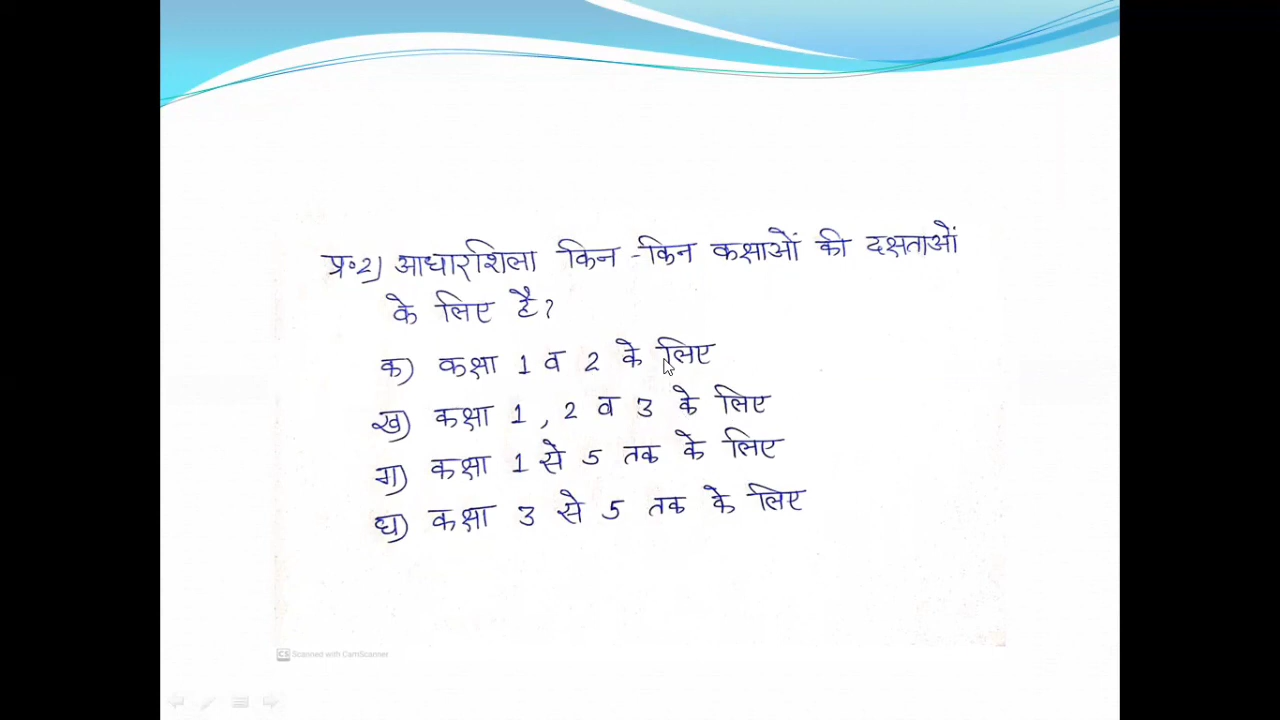 प्र॰2) आधारशिला किन-किन कक्षाओं की दक्षताओं
के लिए है?
क) कक्षा 1 व 2 के लिए
ख) कक्षा 1, 2 व 3 के लिए
ग) कक्षा 1 से 5 तक के लिए
घ) कक्षा 3 से 5 तक के लिए
CS Scanned with CamScanner